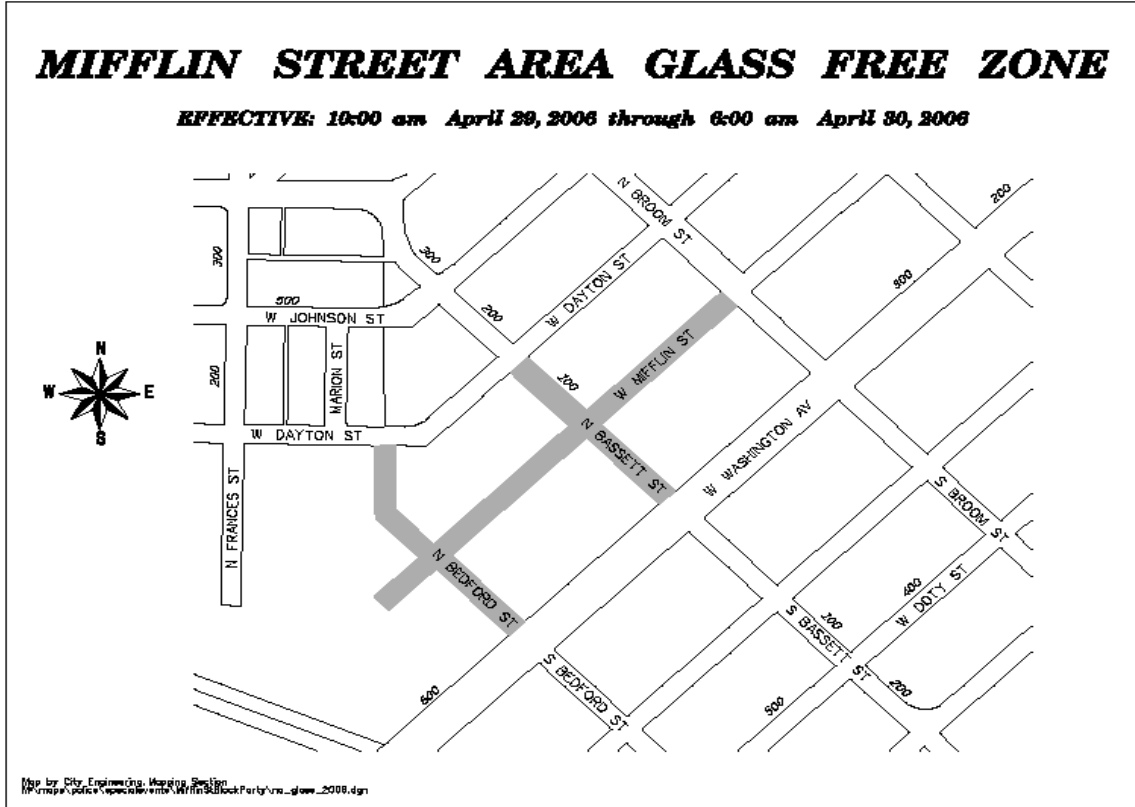 MIFFLIN STREET AREA GLASS FREE ZONE
EFFECTIVE: 10:00 am April 29, 2006 through 6:00 am April 30, 2006
N BROOM ST
200
300
300
W DAYTON ST
300
500
200
W JOHNSON ST
W MIFFLIN ST
N
W E
S
200
MARION ST
100
N BASSETT ST
W DAYTON ST
W WASHINGTON AV
N FRANCES ST
S BROOM ST
N BEDFORD ST
400
W DOTY ST
100
S BASSETT ST
S BEDFORD ST
200
500
Map by City Engineering, Mapping Section